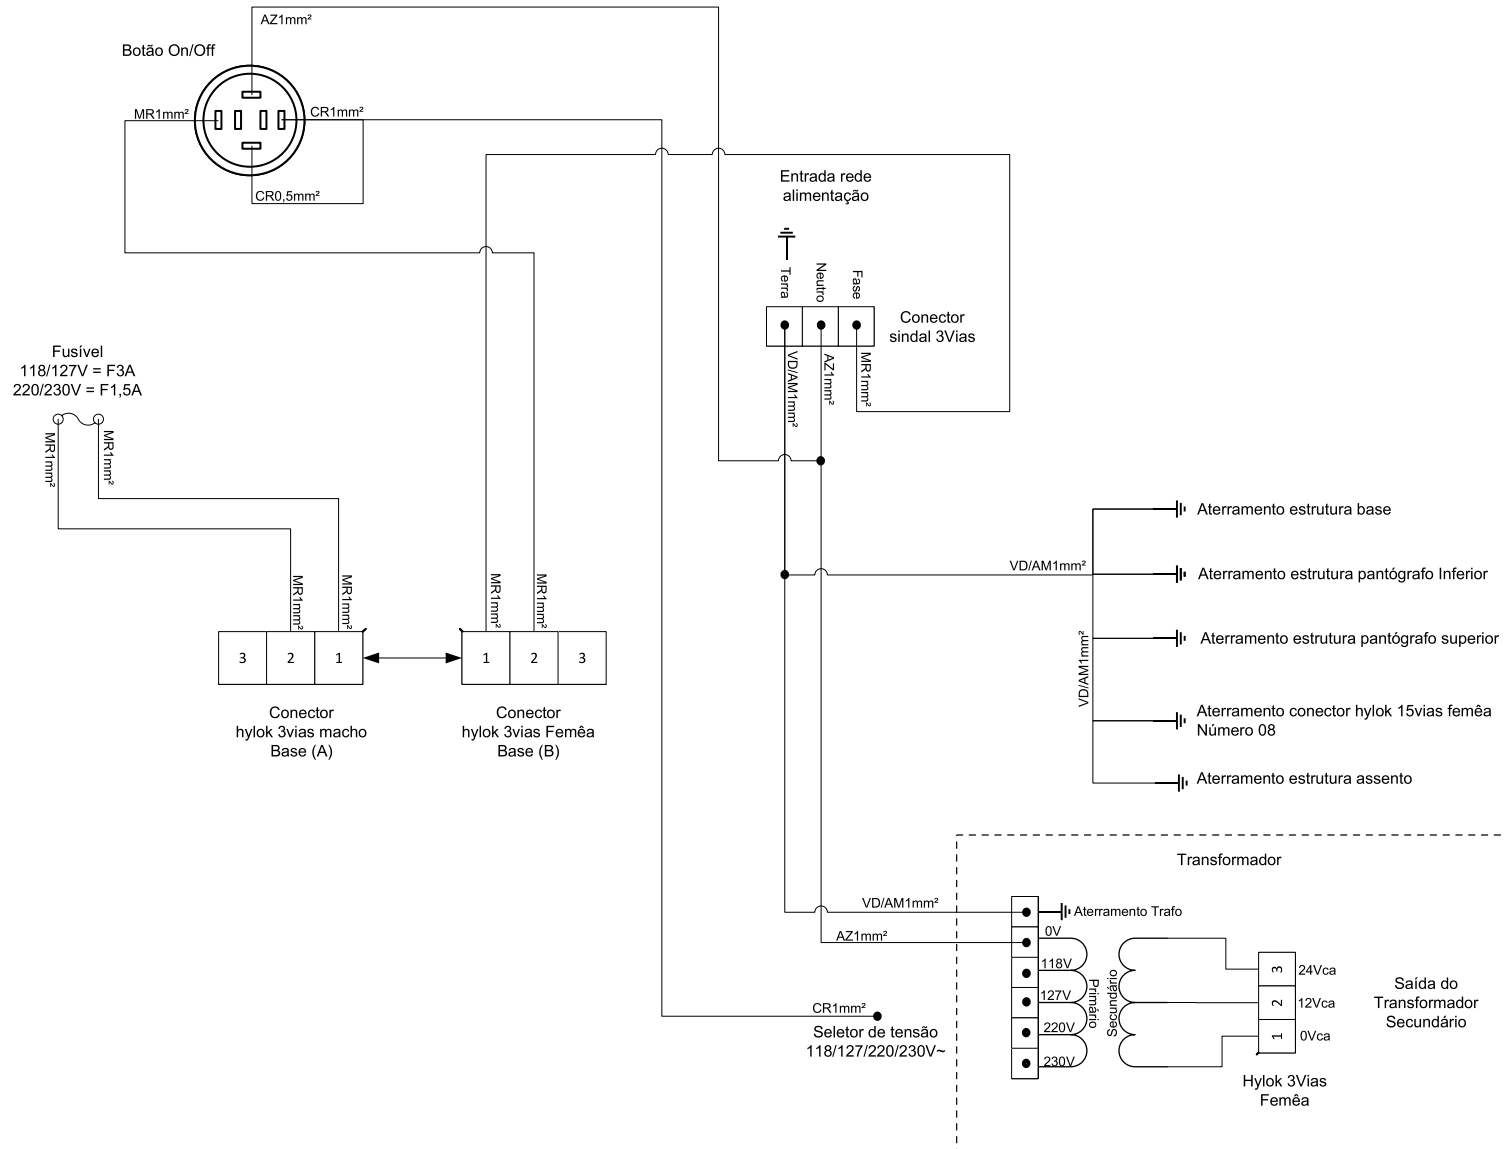 AZ1mm²
Botão On/Off
MR1mm²
CR1mm²
CR0,5mm²
Entrada rede
alimentação
Terra
Neutro
Fase
Conector
sindal 3Vias
VD/AM1mm²
AZ1mm²
MR1mm²
Fusível
118/127V = F3A
220/230V = F1,5A
MR1mm²
MR1mm²
MR1mm²
MR1mm²
MR1mm²
MR1mm²
3
2
1
1
2
3
Conector
hylok 3vias macho
Base (A)
Conector
hylok 3vias Femêa
Base (B)
VD/AM1mm²
VD/AM1mm²
Aterramento estrutura base
Aterramento estrutura pantógrafo Inferior
Aterramento estrutura pantógrafo superior
Aterramento conector hylok 15vias femêa
Número 08
Aterramento estrutura assento
Transformador
VD/AM1mm²
Aterramento Trafo
AZ1mm²
0V
118V
127V
220V
230V
Primário
Secundário
3
2
1
24Vca
12Vca
0Vca
Saída do
Transformador
Secundário
Hylok 3Vias
Femêa
CR1mm²
Seletor de tensão
118/127/220/230V~